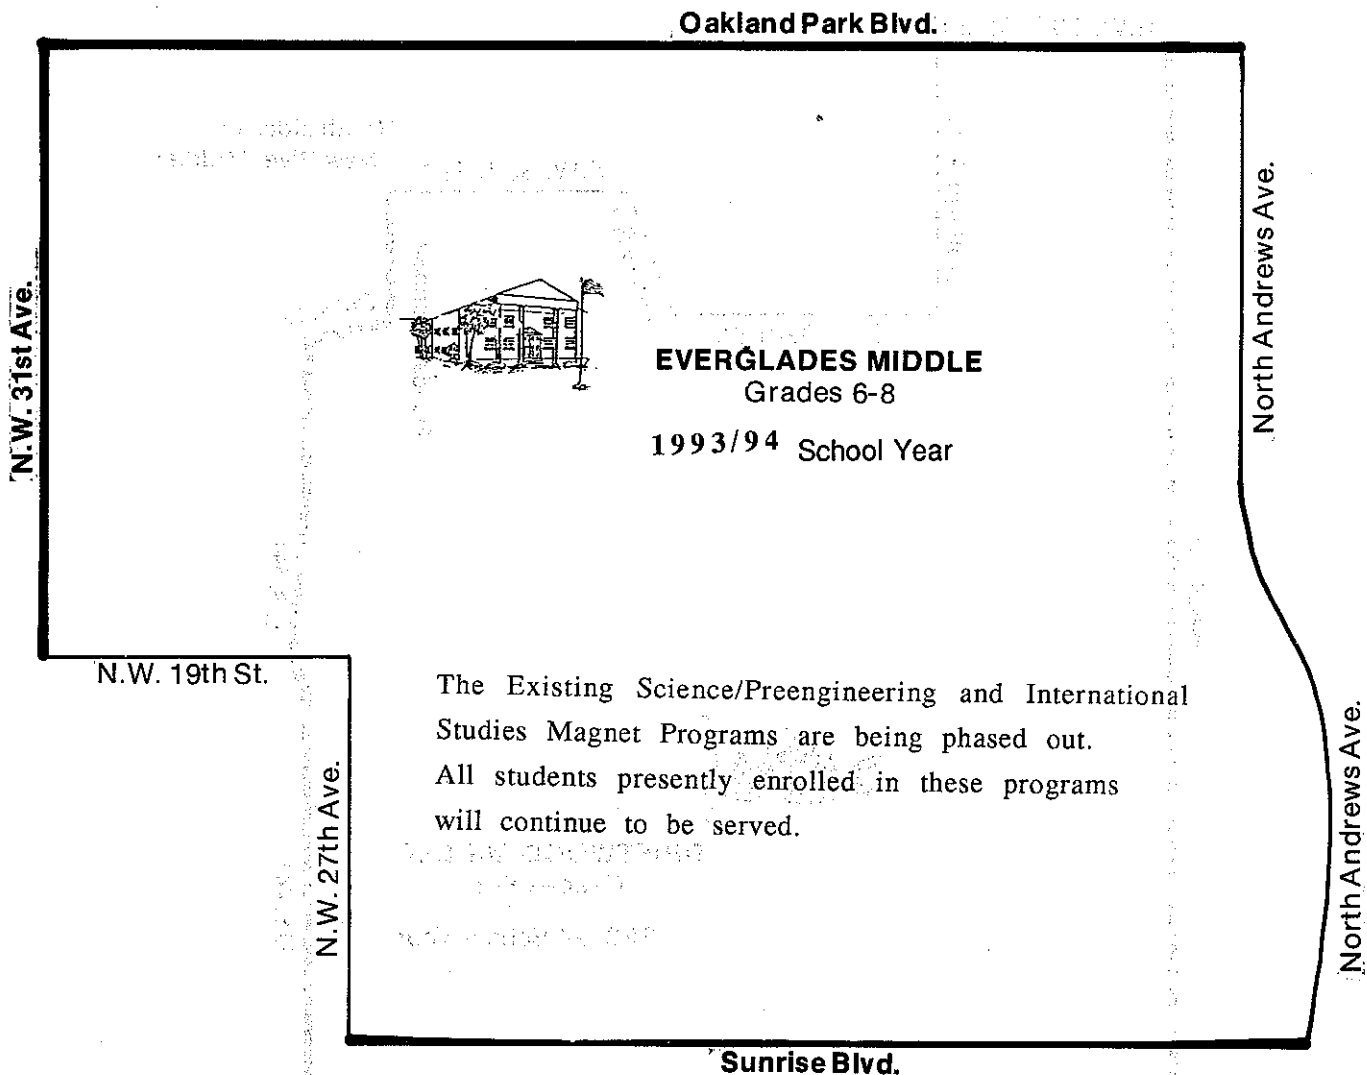 Oakland Park Blvd.
N.W. 31st Ave.
North Andrews Ave.
EVERGLADES MIDDLE
Grades 6-8
1993/94 School Year
N.W. 19th St.
The Existing Science/Preengineering and International
Studies Magnet Programs are being phased out.
All students presently enrolled in these programs
will continue to be served.
N.W. 27th Ave.
North Andrews Ave.
Sunrise Blvd.